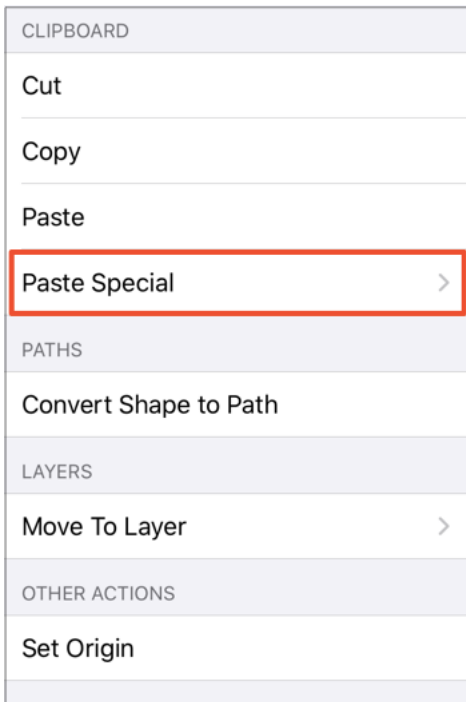 CLIPBOARD
Cut
Copy
Paste
Paste Special
PATHS
Convert Shape to Path
LAYERS
Move To Layer
OTHER ACTIONS
Set Origin